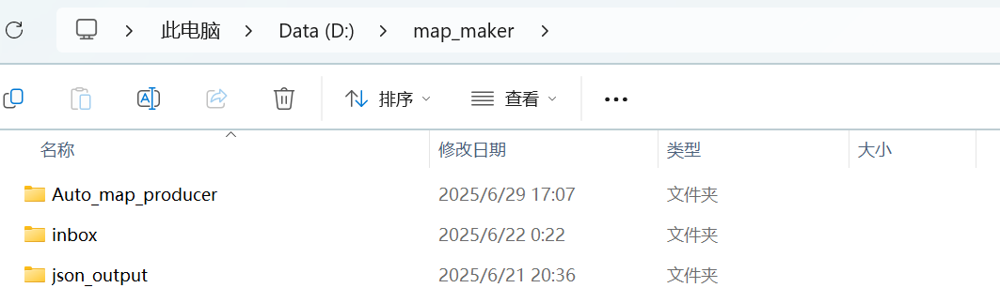 此电脑 > Data (D:) > map_maker >
排序 查看 •••
名称 修改日期 类型 大小
Auto_map_producer 2025/6/29 17:07 文件夹
inbox 2025/6/22 0:22 文件夹
json_output 2025/6/21 20:36 文件夹